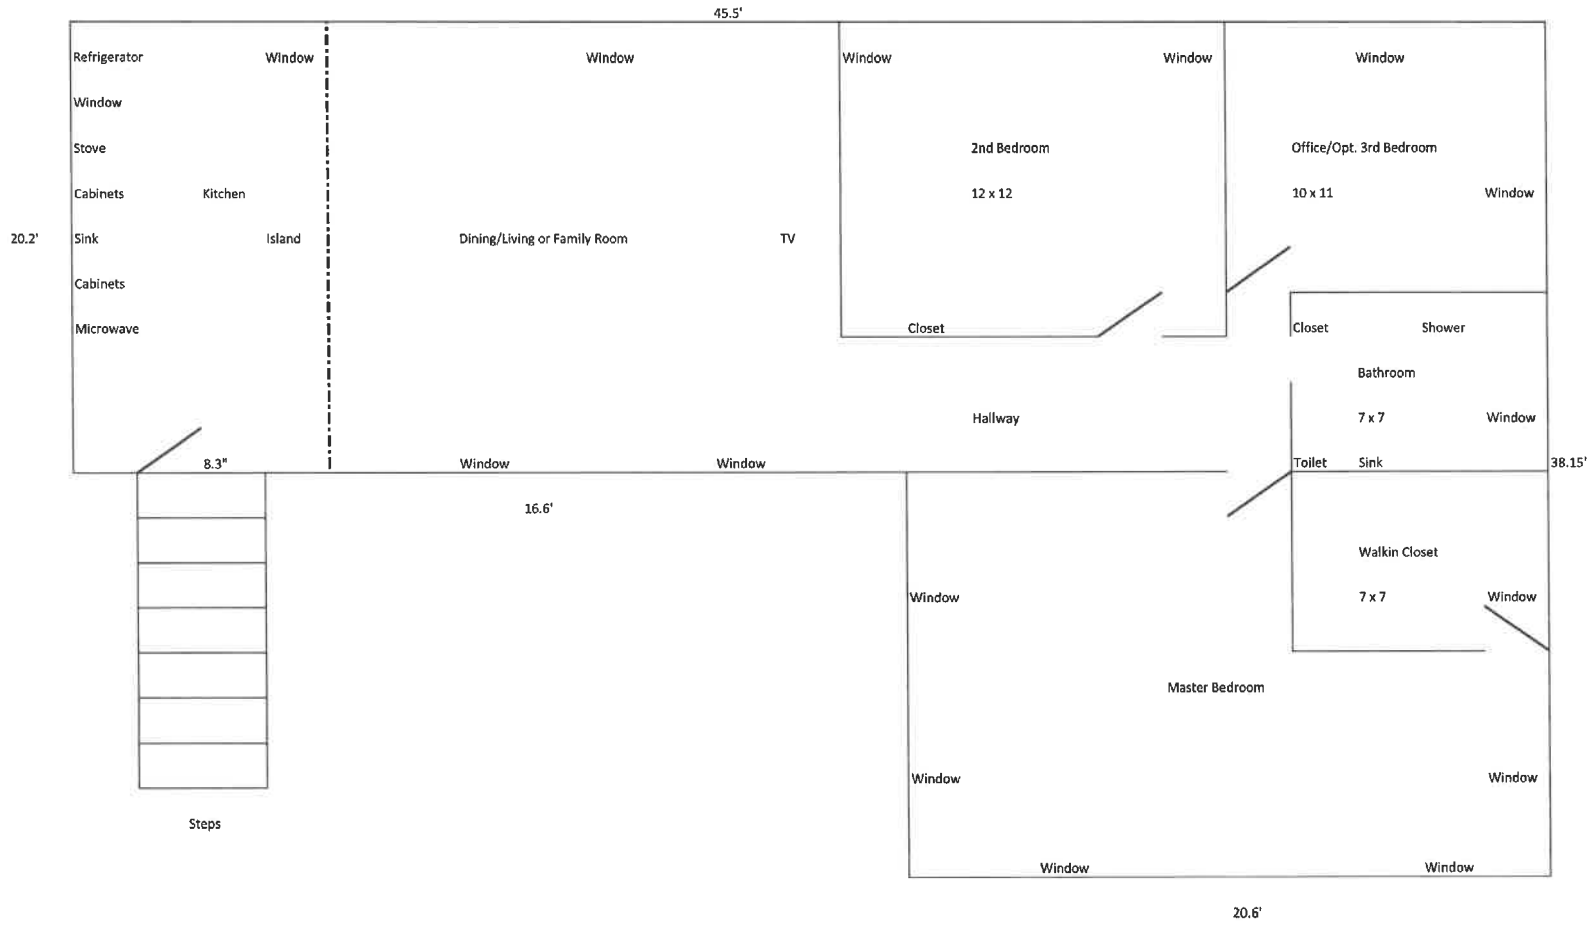 45.5'
Refrigerator Window Window Window Window Window
Window
Stove 2nd Bedroom Office/Opt. 3rd Bedroom
Cabinets Kitchen 12 x 12 10 x 11 Window
20.2' Sink Island Dining/Living or Family Room TV
Cabinets
Microwave Closet Closet Shower
Bathroom
Hallway 7 x 7 Window
8.3" Window Window Toilet Sink 38.15'
16.6'
Walkin Closet
Window 7 x 7 Window
Master Bedroom
Window Window
Steps
Window Window
20.6'